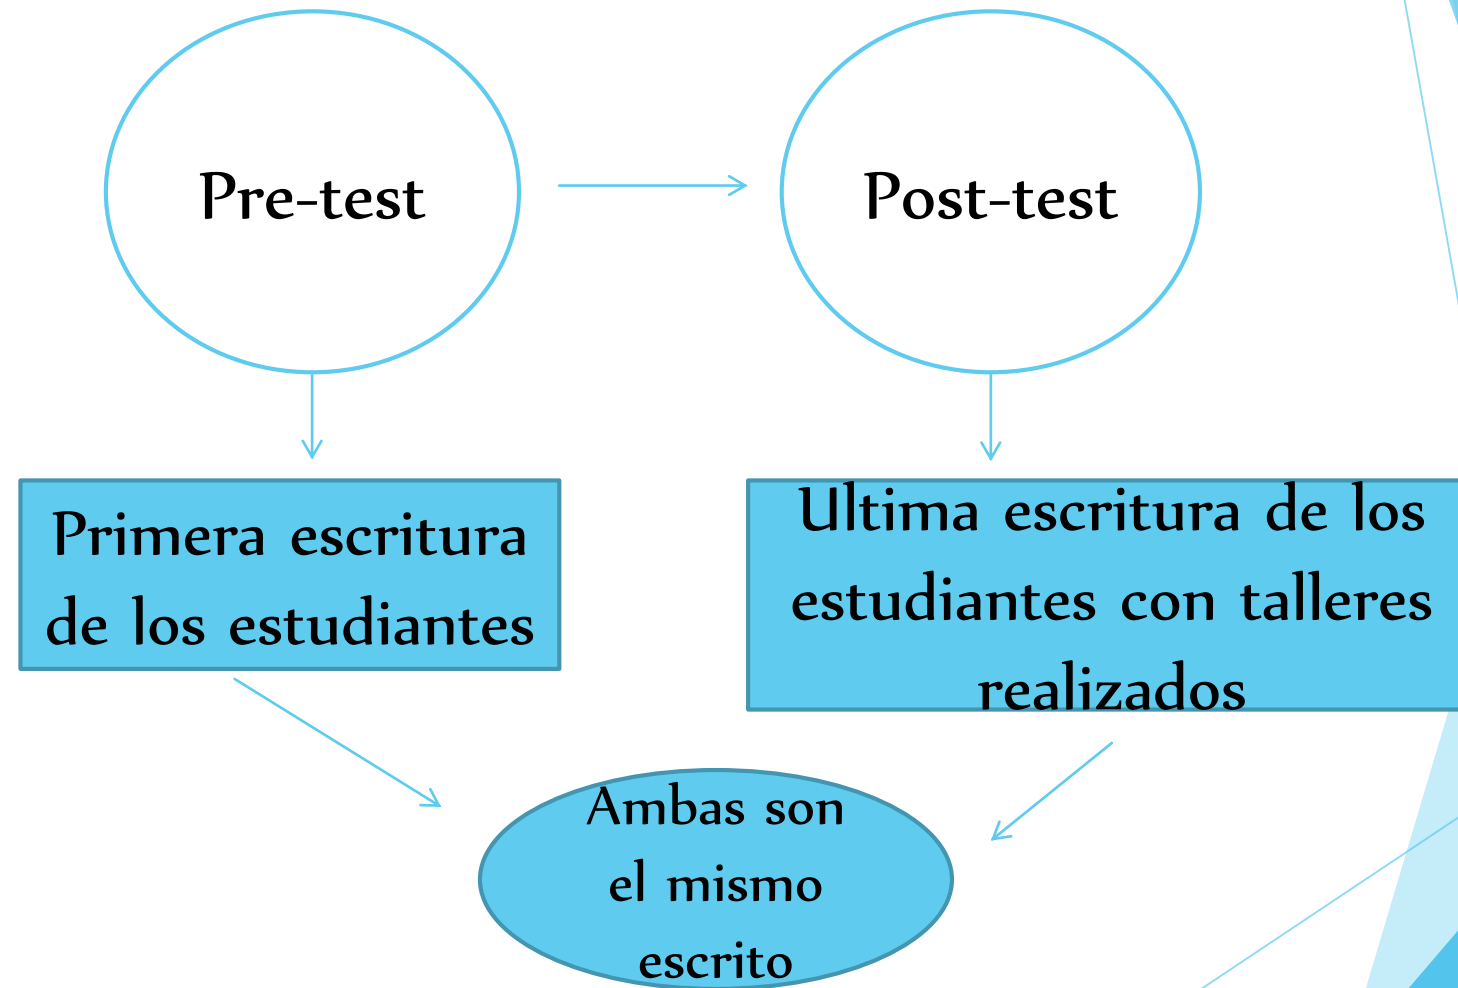 Pre-test
Post-test
Primera escritura
de los estudiantes
Ultima escritura de los
estudiantes con talleres
realizados
Ambas son
el mismo
escrito